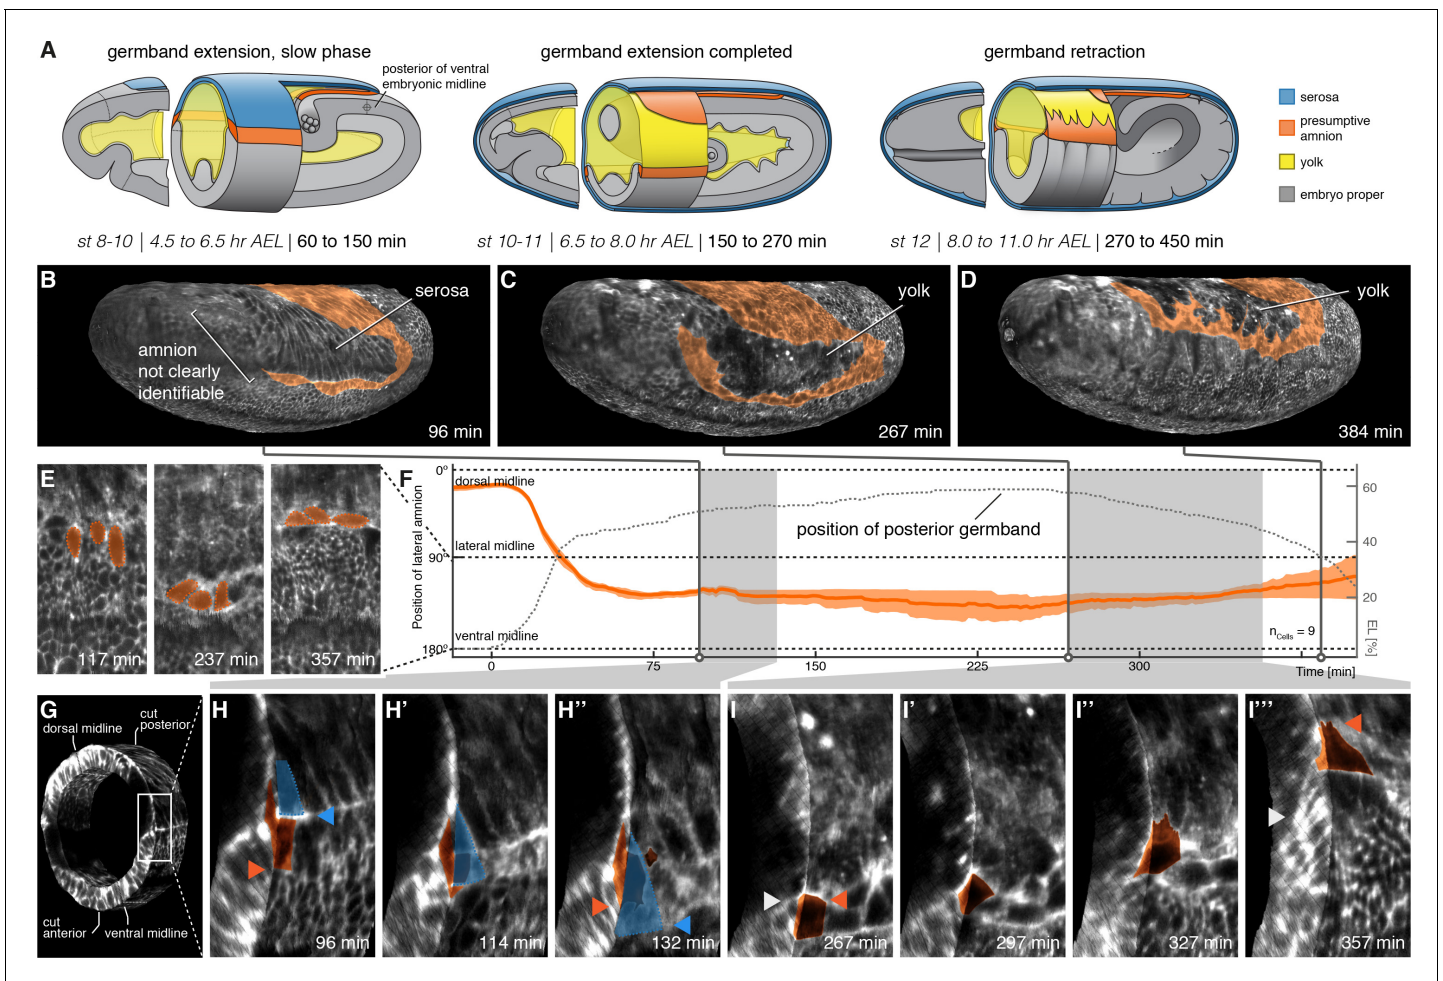 A
germband extension, slow phase
germband extension completed
germband retraction
posterior of ventral
embryonic midline
serosa
presumptive
amnion
yolk
embryo proper
st 8-10 | 4.5 to 6.5 hr AEL | 60 to 150 min
st 10-11 | 6.5 to 8.0 hr AEL | 150 to 270 min
st 12 | 8.0 to 11.0 hr AEL | 270 to 450 min
B
serosa
amnion
not clearly
identifiable
96 min
C
yolk
267 min
D
yolk
384 min
E
117 min
237 min
357 min
F
Position of lateral amnion
0°
90°
180°
dorsal midline
lateral midline
ventral midline
position of posterior germband
n Cells = 9
60
40
20
EL [%]
0
75
150
225
300
Time [min]
G
dorsal midline
cut
posterior
cut
anterior
ventral midline
H
96 min
H'
114 min
H''
132 min
I
267 min
I'
297 min
I''
327 min
I'''
357 min